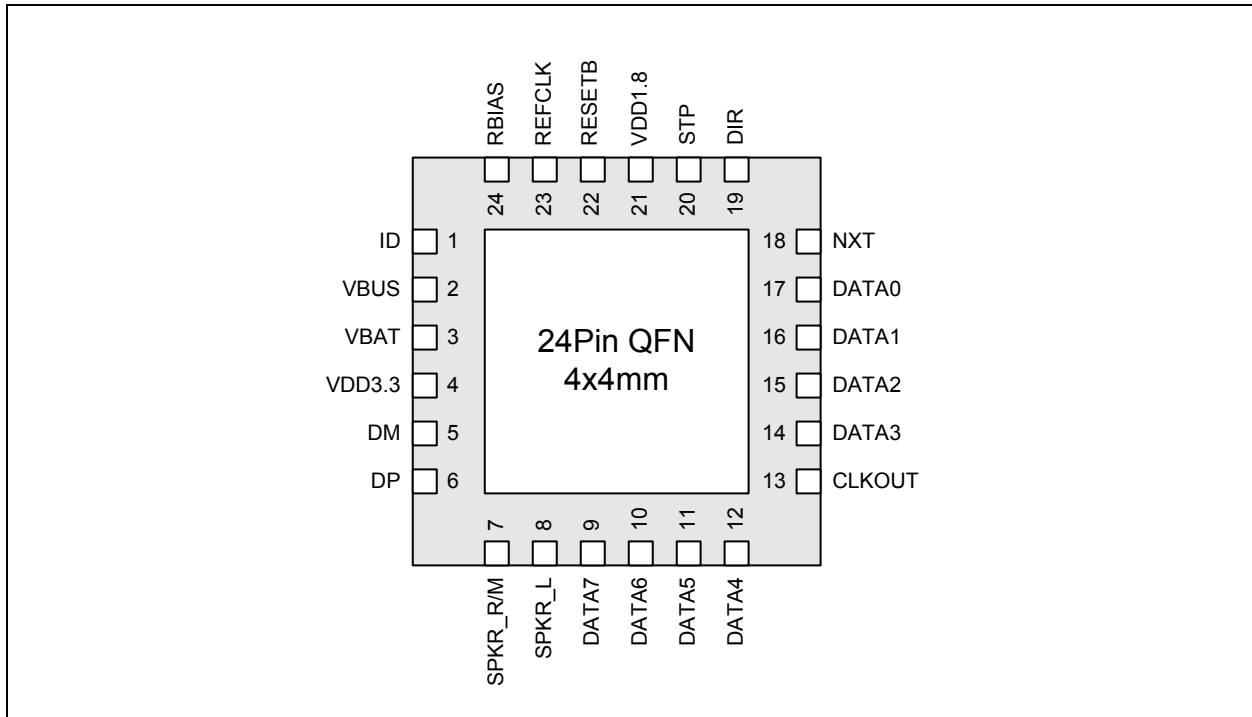 RBIAS
REFCLK
RESETB
VDD1.8
STP
DIR
24
23
22
21
20
19
ID 1
VBUS 2
VBAT 3
VDD3.3 4
DM 5
DP 6
24Pin QFN
4x4mm
18 NXT
17 DATA0
16 DATA1
15 DATA2
14 DATA3
13 CLKOUT
7
8
9
10
11
12
SPKR_R/M
SPKR_L
DATA7
DATA6
DATA5
DATA4